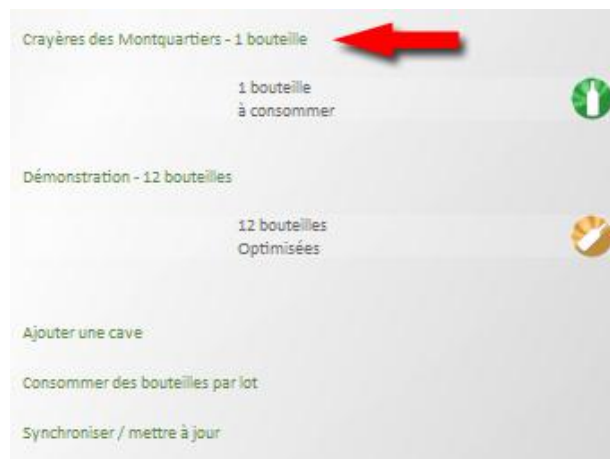 Crayères des Montquartiers - 1 bouteille
1 bouteille
à consommer
Démonstration - 12 bouteilles
12 bouteilles
Optimisées
Ajouter une cave
Consommer des bouteilles par lot
Synchroniser / mettre à jour